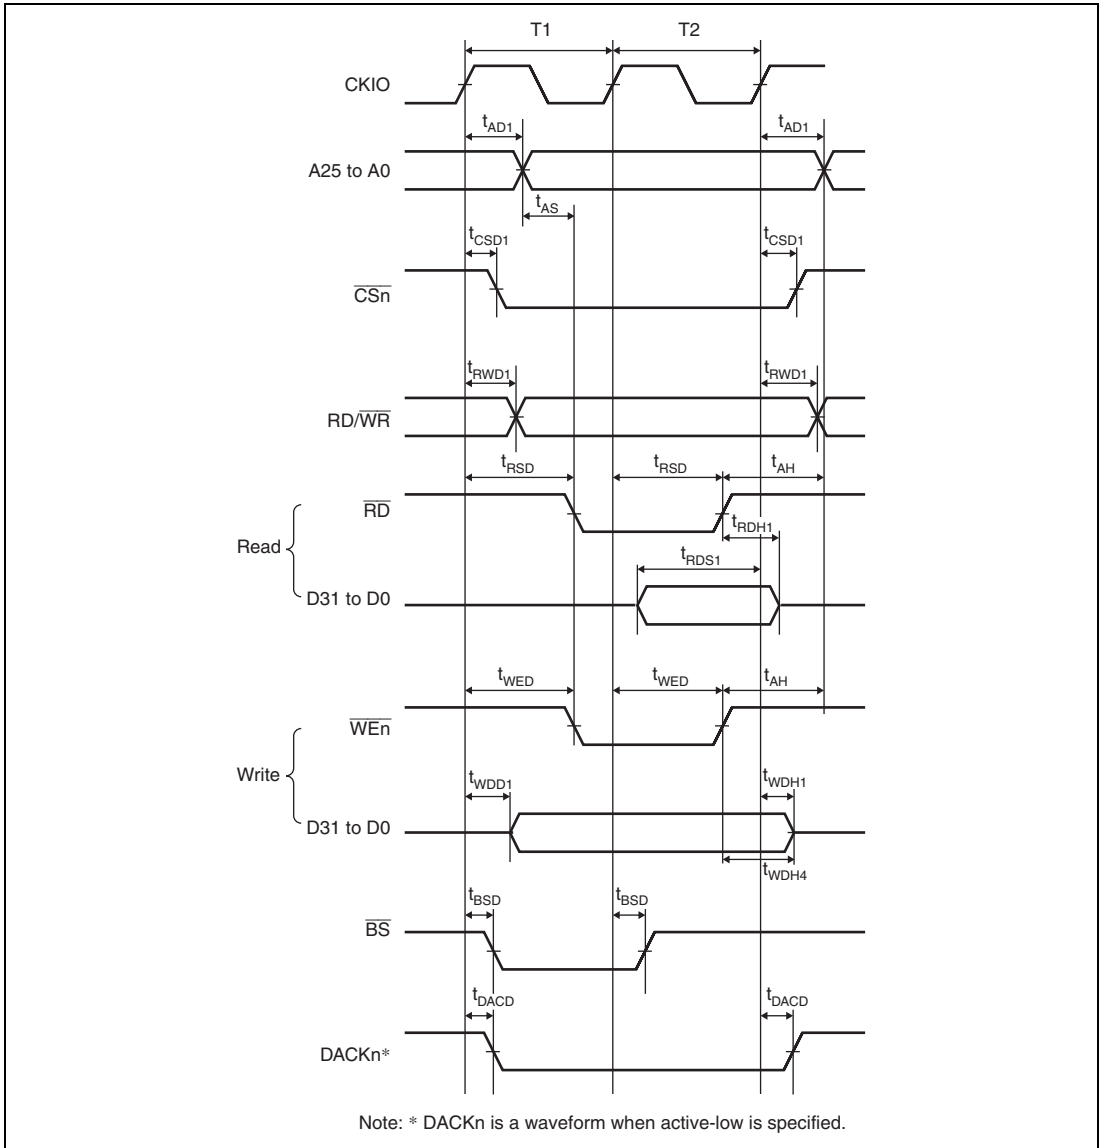 T1 T2
CKIO
tAD1 tAD1
A25 to A0
tAS
tCSD1 tCSD1
CSn
tRWD1 tRWD1
RD/WR
tRSD tRSD tAH
RD
tRDH1
Read
tRDS1
D31 to D0
tWED tWED tAH
WEn
Write
tWDD1 tWDH1
D31 to D0
tWDH4
tBSD tBSD
BS
tDACD tDACD
DACKn*
Note: * DACKn is a waveform when active-low is specified.